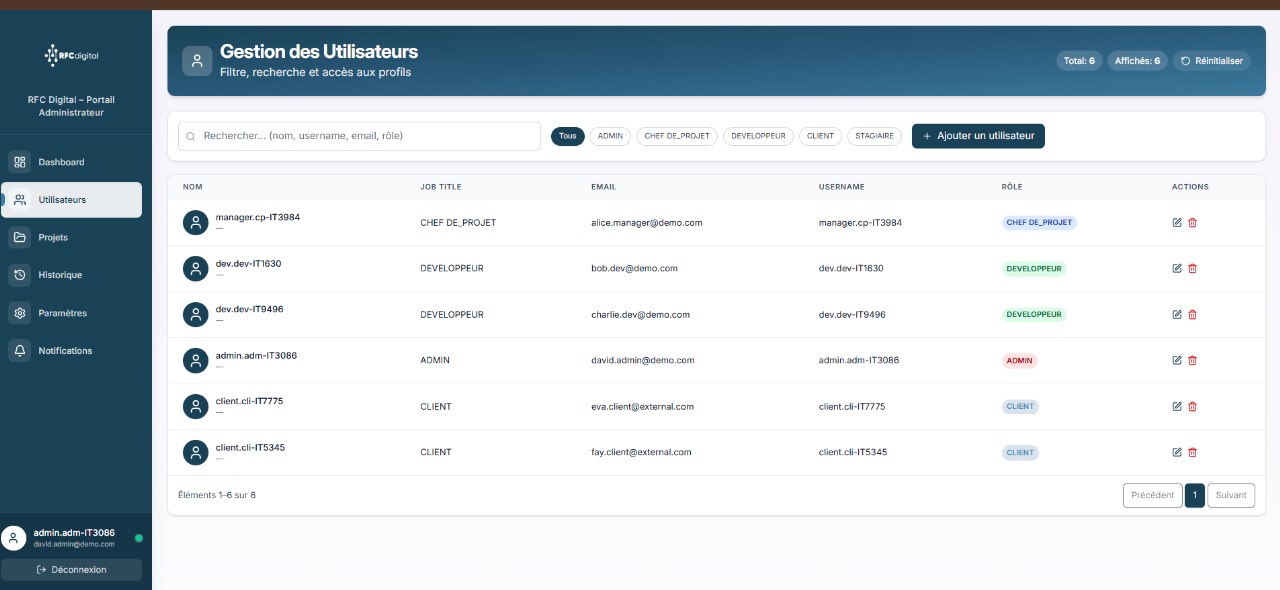 RFCdigital
RFC Digital – Portail
Administrateur
Dashboard
Utilisateurs
Projets
Historique
Paramètres
Notifications
admin.adm-IT3086
david.admin@demo.com
Déconnexion
Gestion des Utilisateurs
Filtre, recherche et accès aux profils
Total: 6 Affichés: 6 Réinitialiser
Rechercher... (nom, username, email, rôle) Tous ADMIN CHEF DE_PROJET DEVELOPPEUR CLIENT STAGIAIRE + Ajouter un utilisateur
NOM JOB TITLE EMAIL USERNAME RÔLE ACTIONS
manager.cp-IT3984 CHEF DE_PROJET alice.manager@demo.com manager.cp-IT3984 CHEF DE_PROJET
—
dev.dev-IT1630 DEVELOPPEUR bob.dev@demo.com dev.dev-IT1630 DEVELOPPEUR
—
dev.dev-IT9496 DEVELOPPEUR charlie.dev@demo.com dev.dev-IT9496 DEVELOPPEUR
—
admin.adm-IT3086 ADMIN david.admin@demo.com admin.adm-IT3086 ADMIN
—
client.cli-IT7775 CLIENT eva.client@external.com client.cli-IT7775 CLIENT
—
client.cli-IT5345 CLIENT fay.client@external.com client.cli-IT5345 CLIENT
—
Éléments 1–6 sur 6 Précédent 1 Suivant